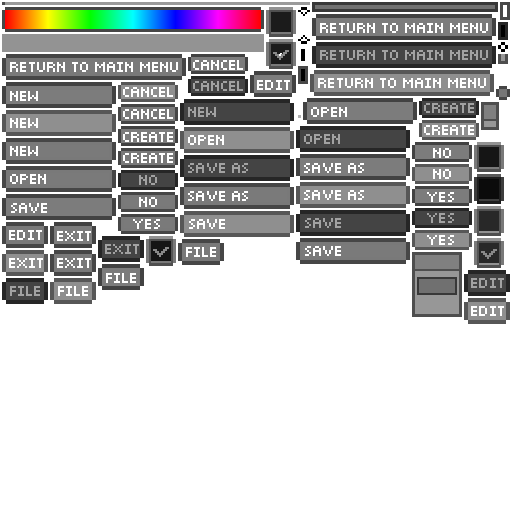 RETURN TO MAIN MENU
RETURN TO MAIN MENU
RETURN TO MAIN MENU CANCEL
CANCEL EDIT RETURN TO MAIN MENU
NEW CANCEL
NEW CANCEL NEW OPEN CREATE
CREATE CREATE
NEW CREATE OPEN OPEN NO
OPEN NO SAVE AS SAVE AS NO
SAVE NO SAVE AS SAVE AS YES
YES SAVE SAVE YES
EDIT EXIT YES
EXIT FILE SAVE
EXIT EXIT FILE
FILE FILE EDIT
EDIT